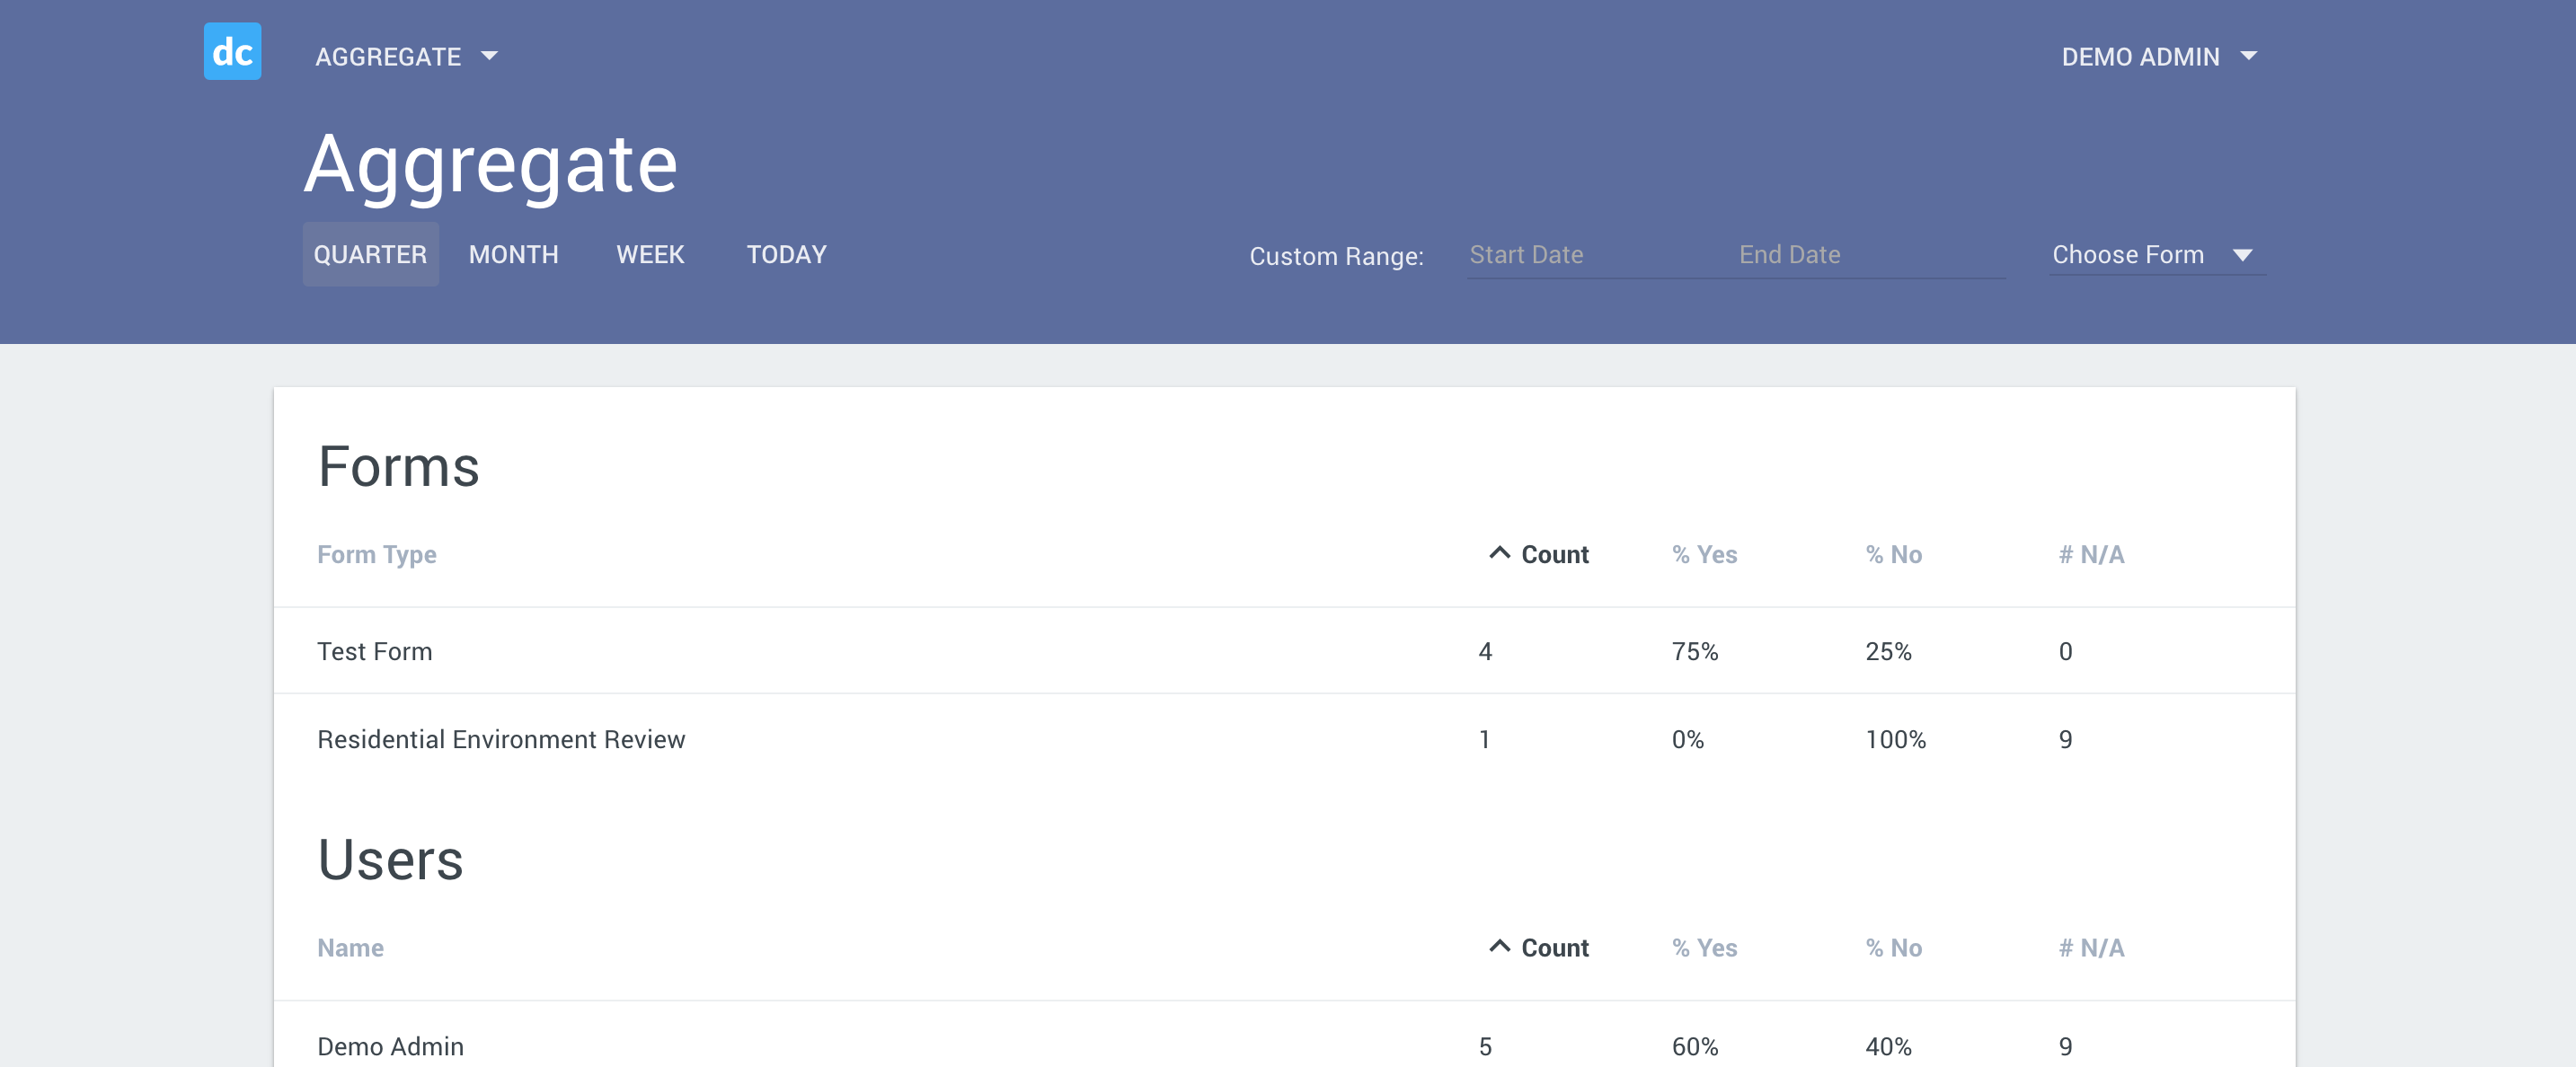 dc AGGREGATE DEMO ADMIN
Aggregate
QUARTER MONTH WEEK TODAY Custom Range: Start Date End Date Choose Form
Forms
Form Type Count % Yes % No # N/A
Test Form 4 75% 25% 0
Residential Environment Review 1 0% 100% 9
Users
Name Count % Yes % No # N/A
Demo Admin 5 60% 40% 9